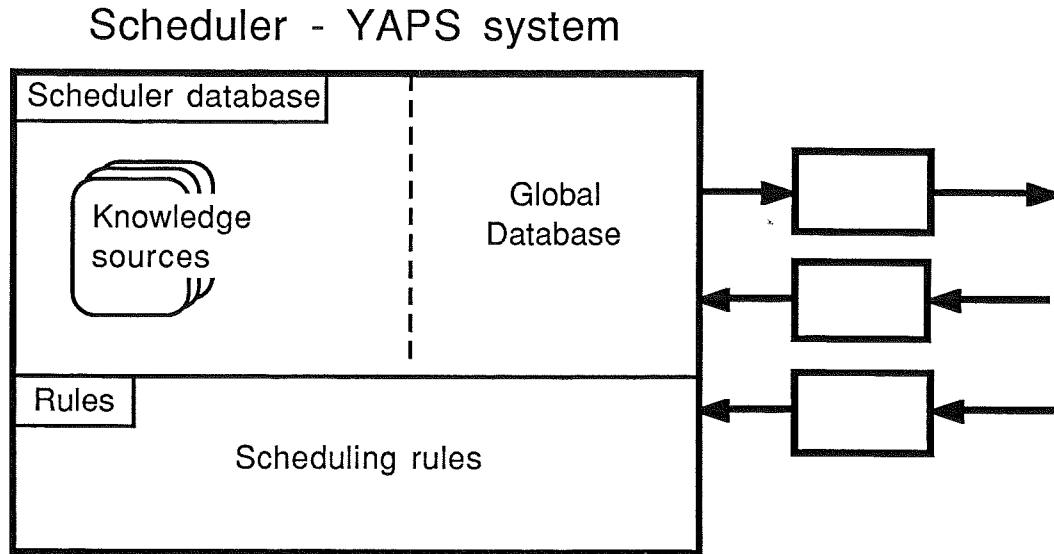 Scheduler - YAPS system
Scheduler database
Knowledge
sources
Global
Database
Rules
Scheduling rules